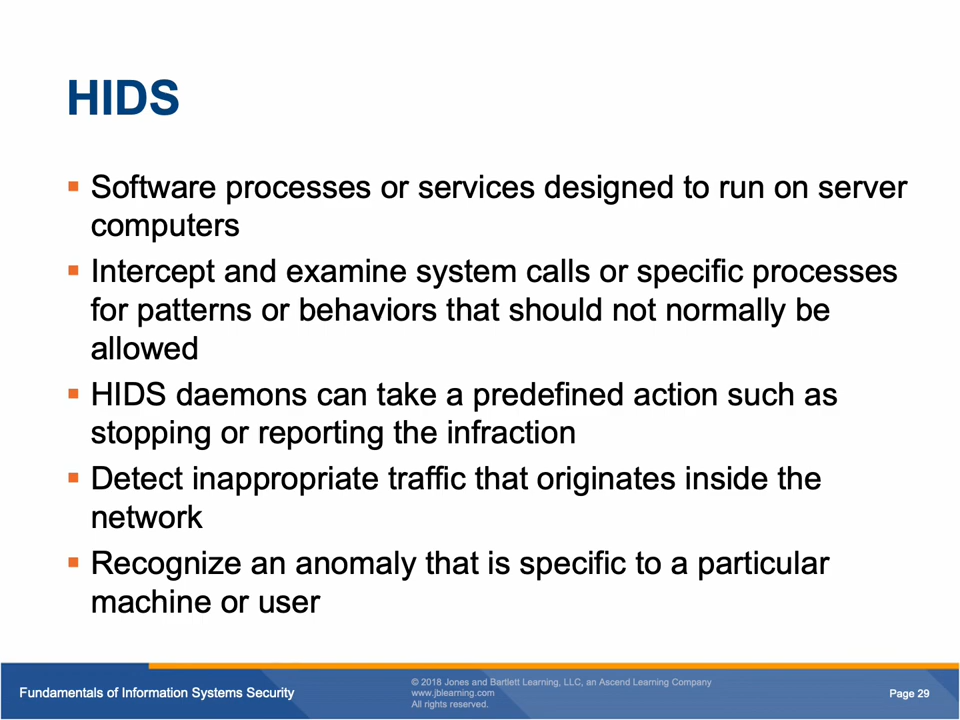 HIDS
▪ Software processes or services designed to run on server
computers
▪ Intercept and examine system calls or specific processes
for patterns or behaviors that should not normally be
allowed
▪ HIDS daemons can take a predefined action such as
stopping or reporting the infraction
▪ Detect inappropriate traffic that originates inside the
network
▪ Recognize an anomaly that is specific to a particular
machine or user
Fundamentals of Information Systems Security
© 2018 Jones and Bartlett Learning, LLC, an Ascend Learning Company
www.jblearning.com
All rights reserved.
Page 29